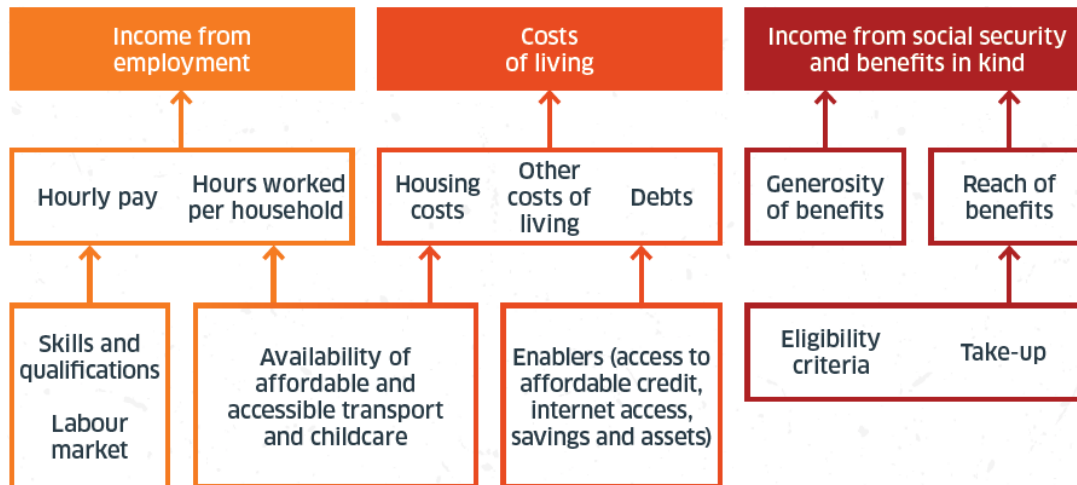 Income from
employment
Costs
of living
Income from social security
and benefits in kind
Hourly pay
Hours worked
per household
Housing
costs
Other
costs of
living
Debts
Generosity
of benefits
Reach of
benefits
Skills and
qualifications
Labour
market
Availability of
affordable and
accessible transport
and childcare
Enablers (access to
affordable credit,
internet access,
savings and assets)
Eligibility
criteria
Take-up